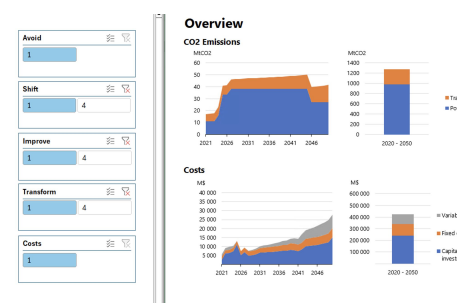 Avoid
1
Shift
1 4
Improve
1 4
Transform
1 4
Costs
1
Overview
CO2 Emissions
MtCO2
60
50
40
30
20
10
0
2021 2026 2031 2036 2041 2046
MtCO2
1400
1200
1000
800
600
400
200
0
2020 - 2050
Tra
Po
Costs
M$
40 000
35 000
30 000
25 000
20 000
15 000
10 000
5 000
2021 2026 2031 2036 2041 2046
M$
600 000
500 000
400 000
300 000
200 000
100 000
2020 - 2050
Variab
Fixed
Capita
invest